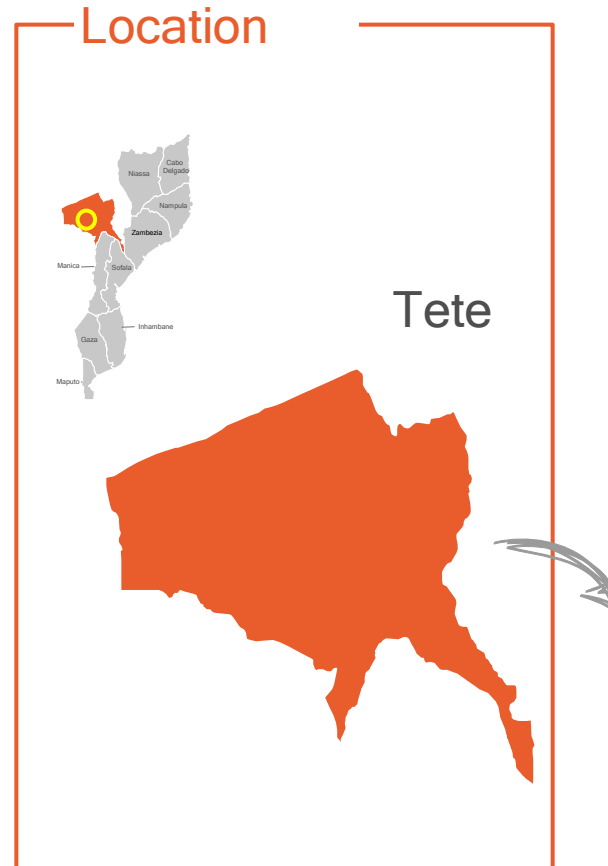 Location
Cabo
Delgado
Niassa
Nampula
Zambezia
Manica
Sofala
Inhambane
Gaza
Maputo
Tete